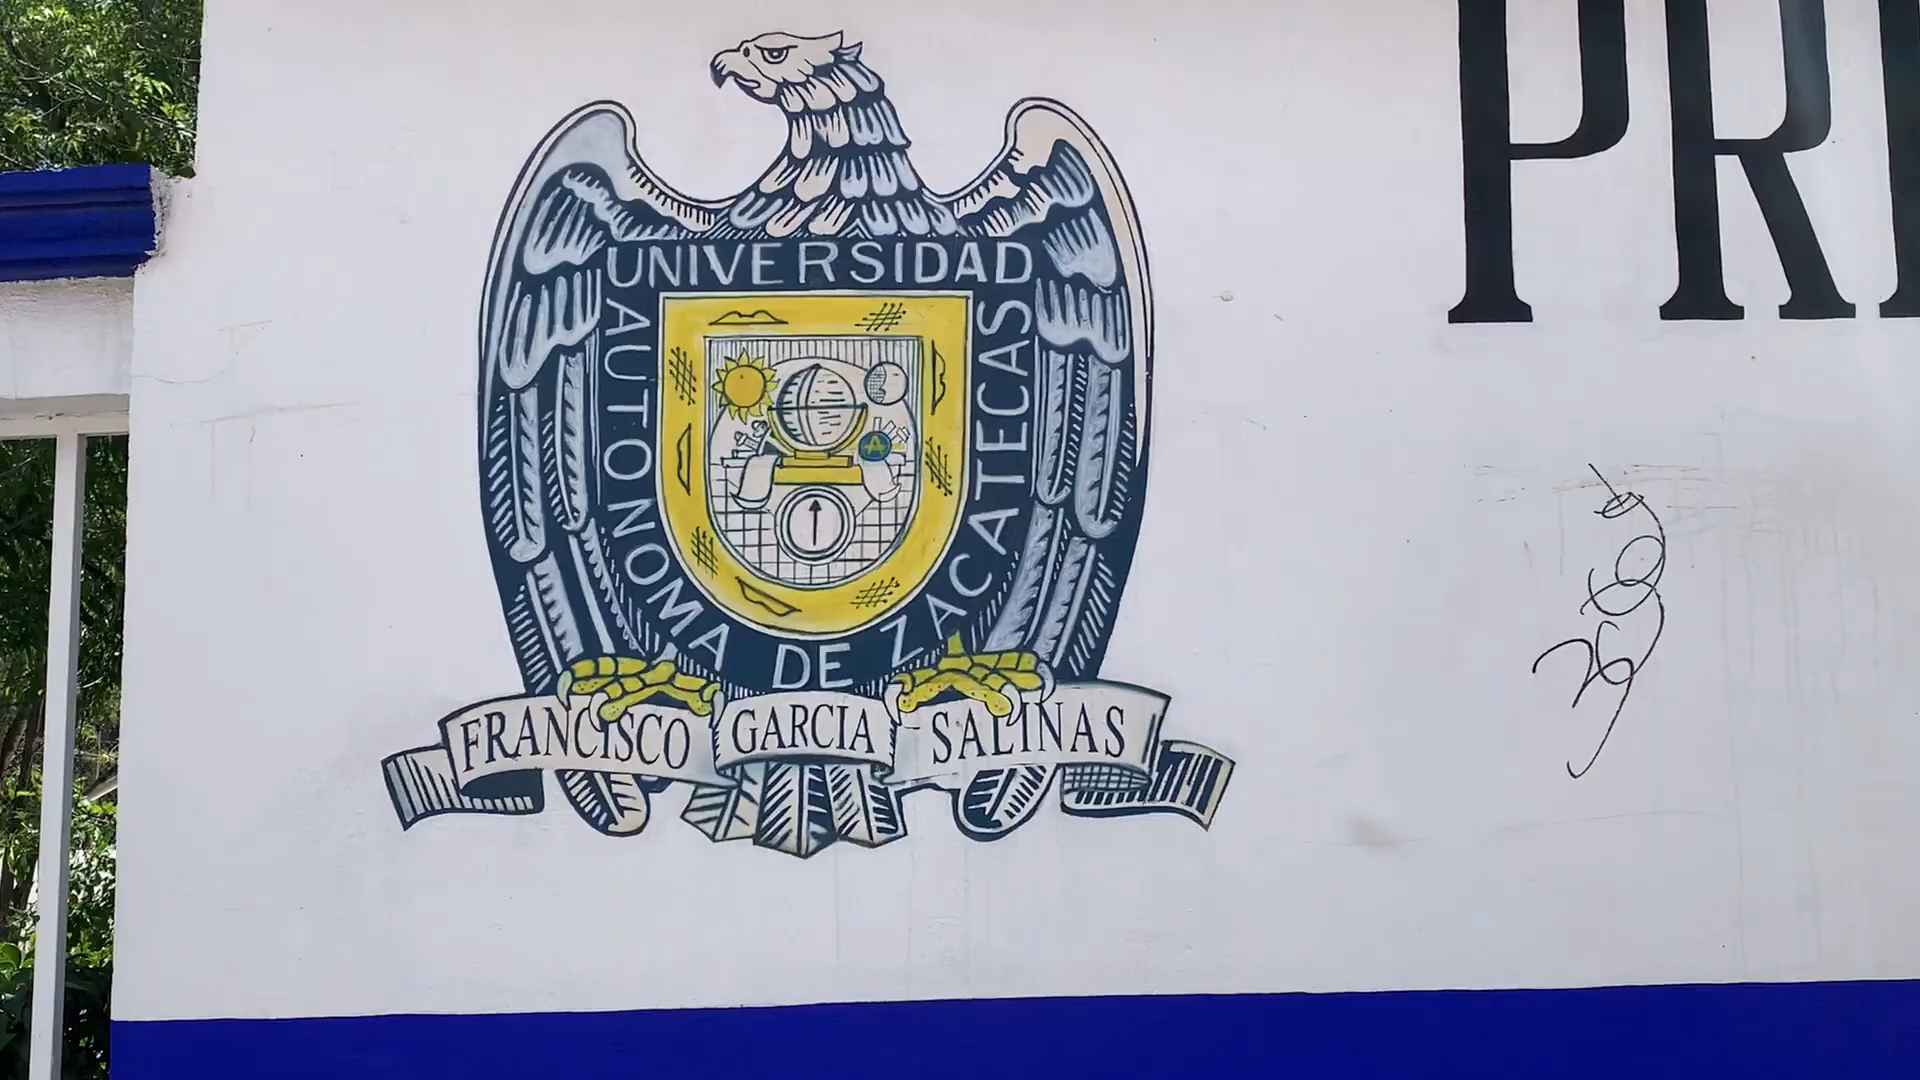 UNIVERSIDAD
AUTONOMA DE ZACATECAS
FRANCISCO GARCIA SALINAS
A
PR